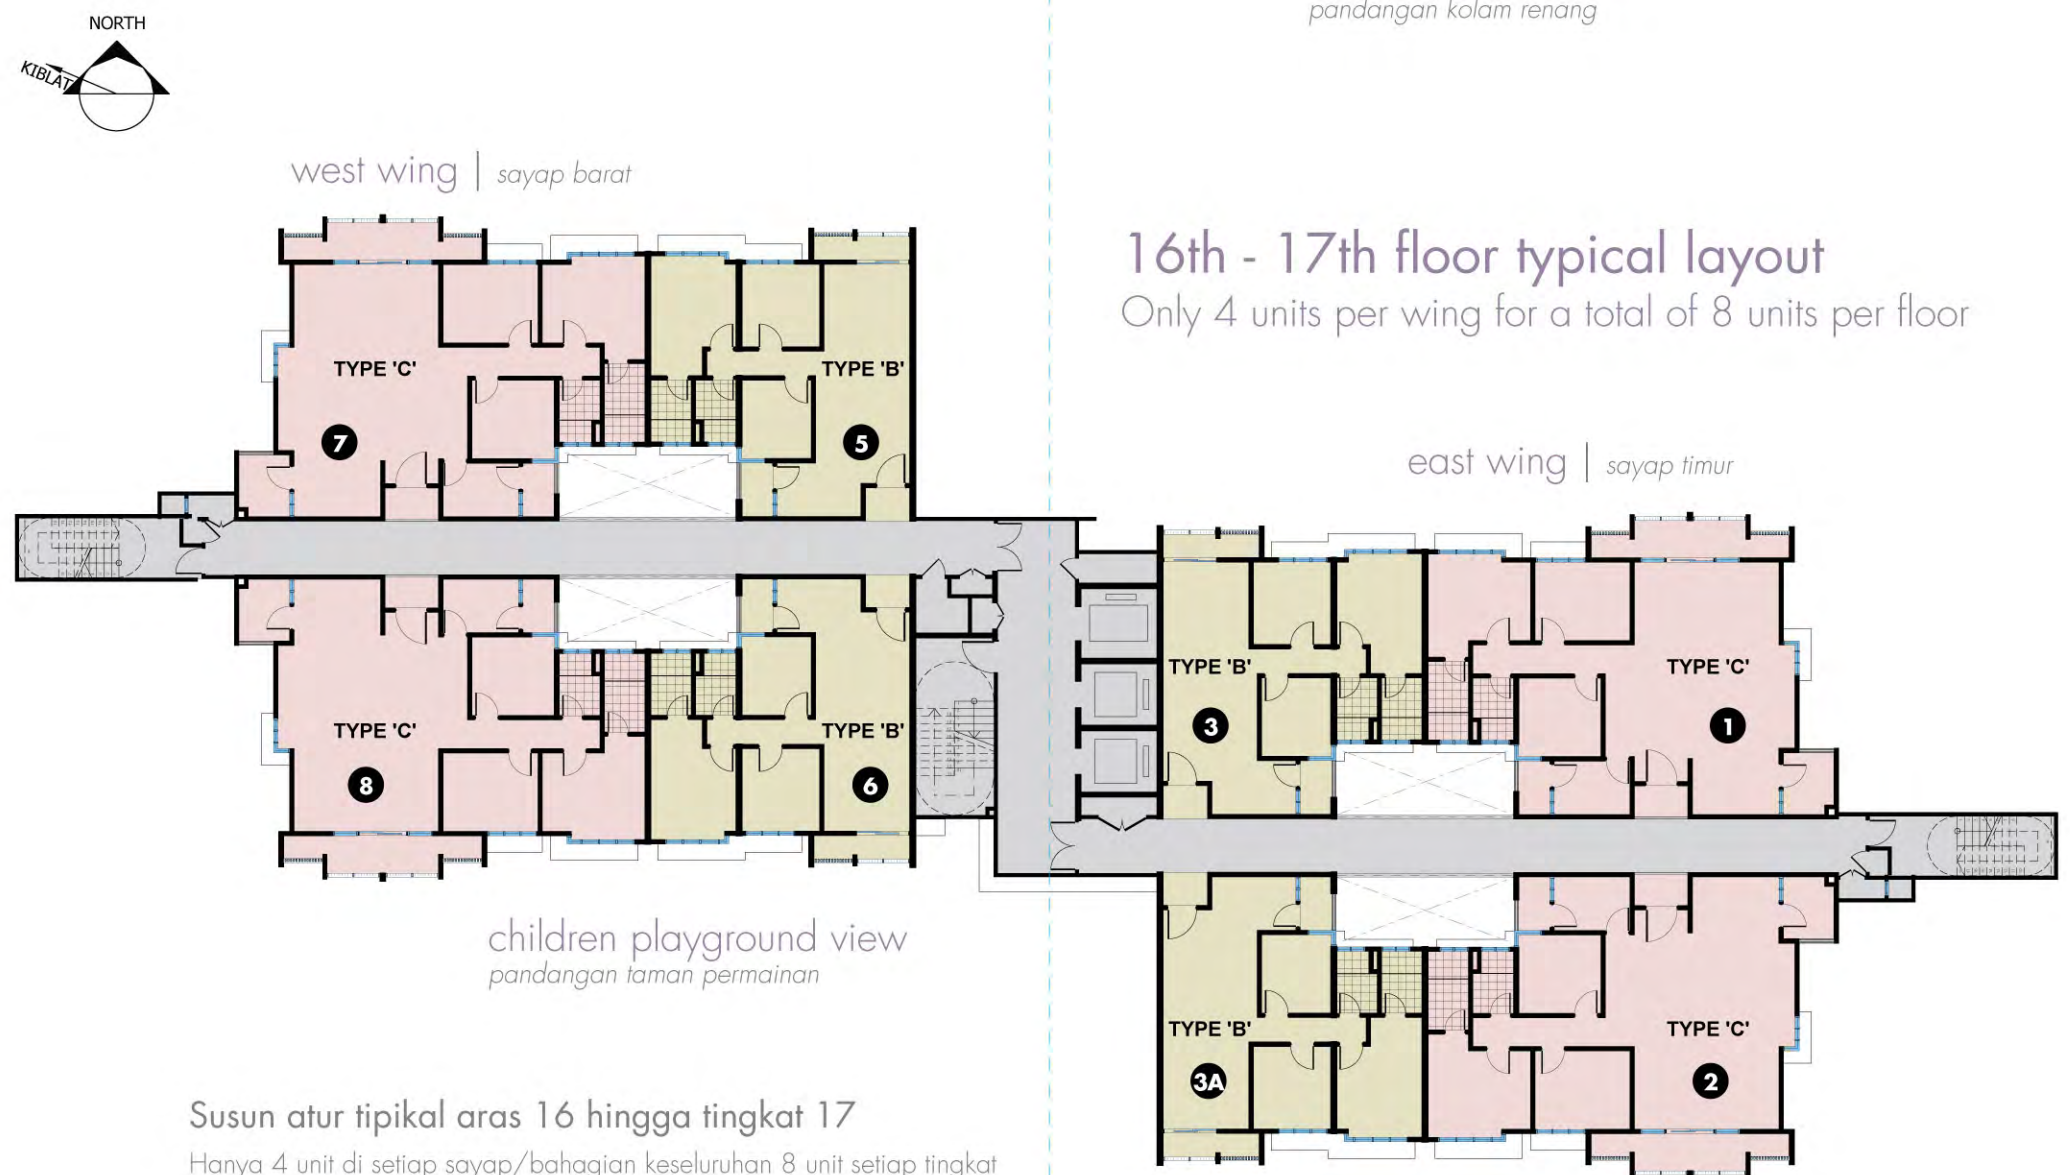 pandangan kolam renang
NORTH
KIBLAT
west wing | sayap barat
16th - 17th floor typical layout
Only 4 units per wing for a total of 8 units per floor
TYPE 'C'
TYPE 'B'
7
5
east wing | sayap timur
TYPE 'B'
TYPE 'C'
3
1
TYPE 'C'
TYPE 'B'
8
6
children playground view
pandangan taman permainan
TYPE 'B'
TYPE 'C'
3A
2
Susun atur tipikal aras 16 hingga tingkat 17
Hanya 4 unit di setiap sayap/bahagian keseluruhan 8 unit setiap tingkat